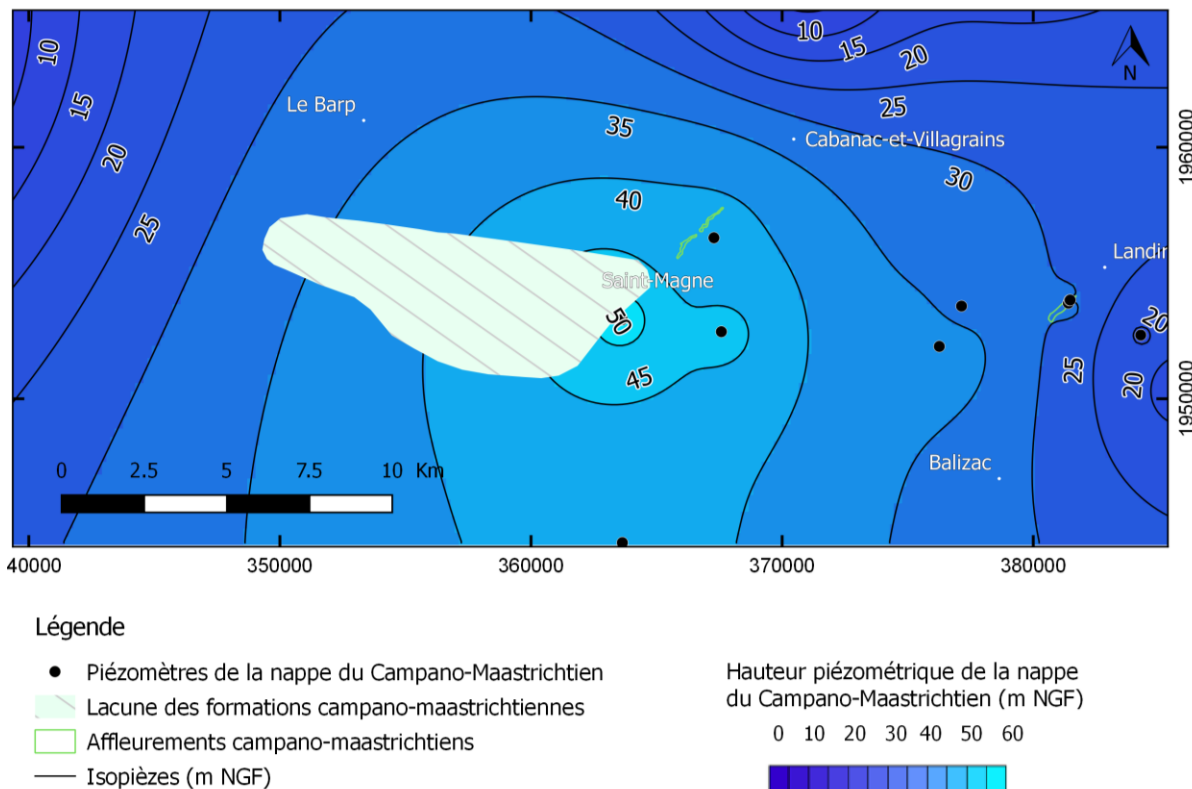 10
15
20
25
Le Barp
35
40
10
15
20
25
N
Cabanac-et-Villagrains
30
1960000
Landir
Saint-Magne
50
45
20
25
20
1950000
Balizac
0 2.5 5 7.5 10 Km
40000 350000 360000 370000 380000
Légende
Piézomètres de la nappe du Campano-Maastrichtien
Lacune des formations campano-maastrichtiennes
Affleurements campano-maastrichtiens
Isopièzes (m NGF)
Hauteur piézométrique de la nappe
du Campano-Maastrichtien (m NGF)
0 10 20 30 40 50 60